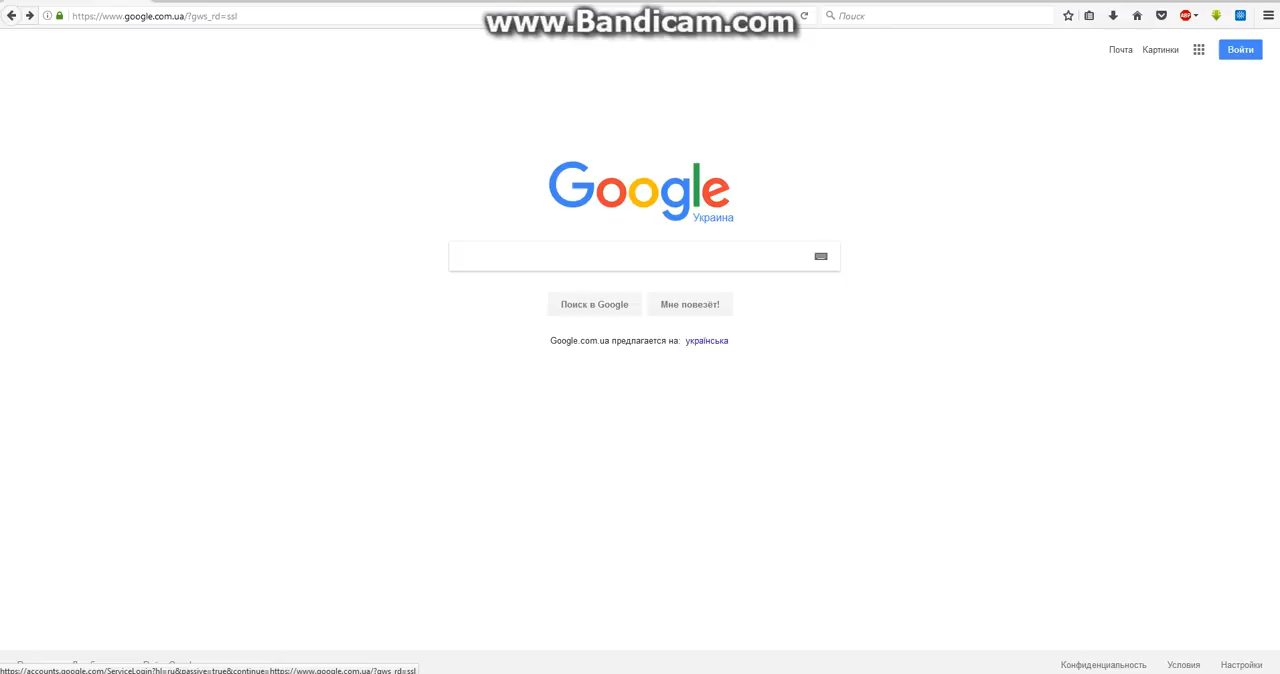 https://www.google.com.ua/?gws_rd=ssl
www.Bandicam.com
Поиск
ABP
Почта
Картинки
Войти
Google
Украина
Поиск в Google
Мне повезёт!
Google.com.ua предлагается на: українська
https://accounts.google.com/ServiceLogin?hl=ru&passive=true&continue=https://www.google.com.ua/?gws_rd=ssl
Конфиденциальность
Условия
Настройки